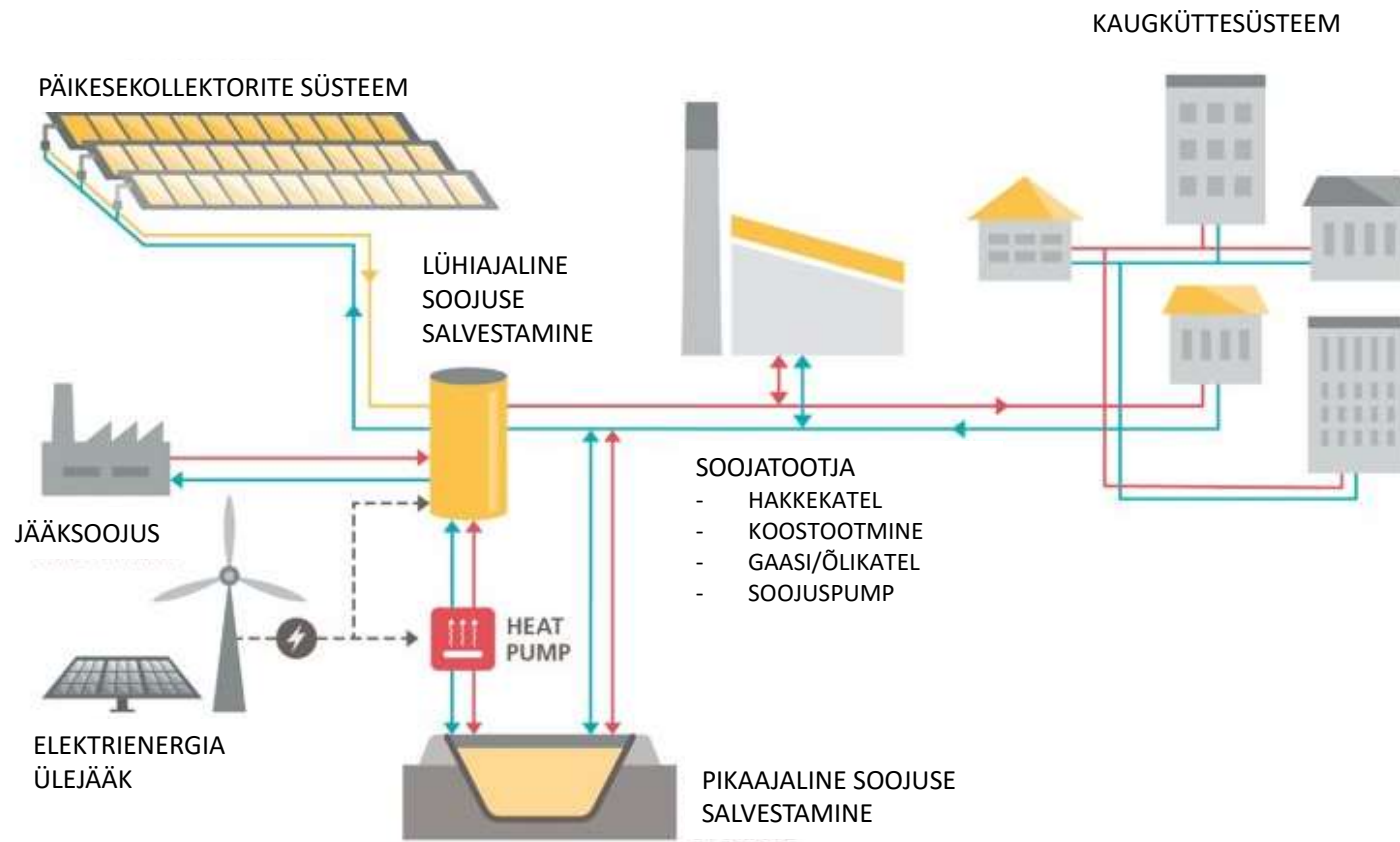 KAUGKÜTTESÜSTEEM
PÄIKESEKOLLEKTORITE SÜSTEEM
LÜHIAJALINE
SOOJUSE
SALVESTAMINE
SOOJATOOTJA
- HAKKEKATEL
- KOOSTOOTMINE
- GAASI/ÕLIKATEL
- SOOJUSPUMP
JÄÄKSOOJUS
HEAT
PUMP
ELEKTRIENERGIA
ÜLEJÄÄK
PIKAAJALINE SOOJUSE
SALVESTAMINE